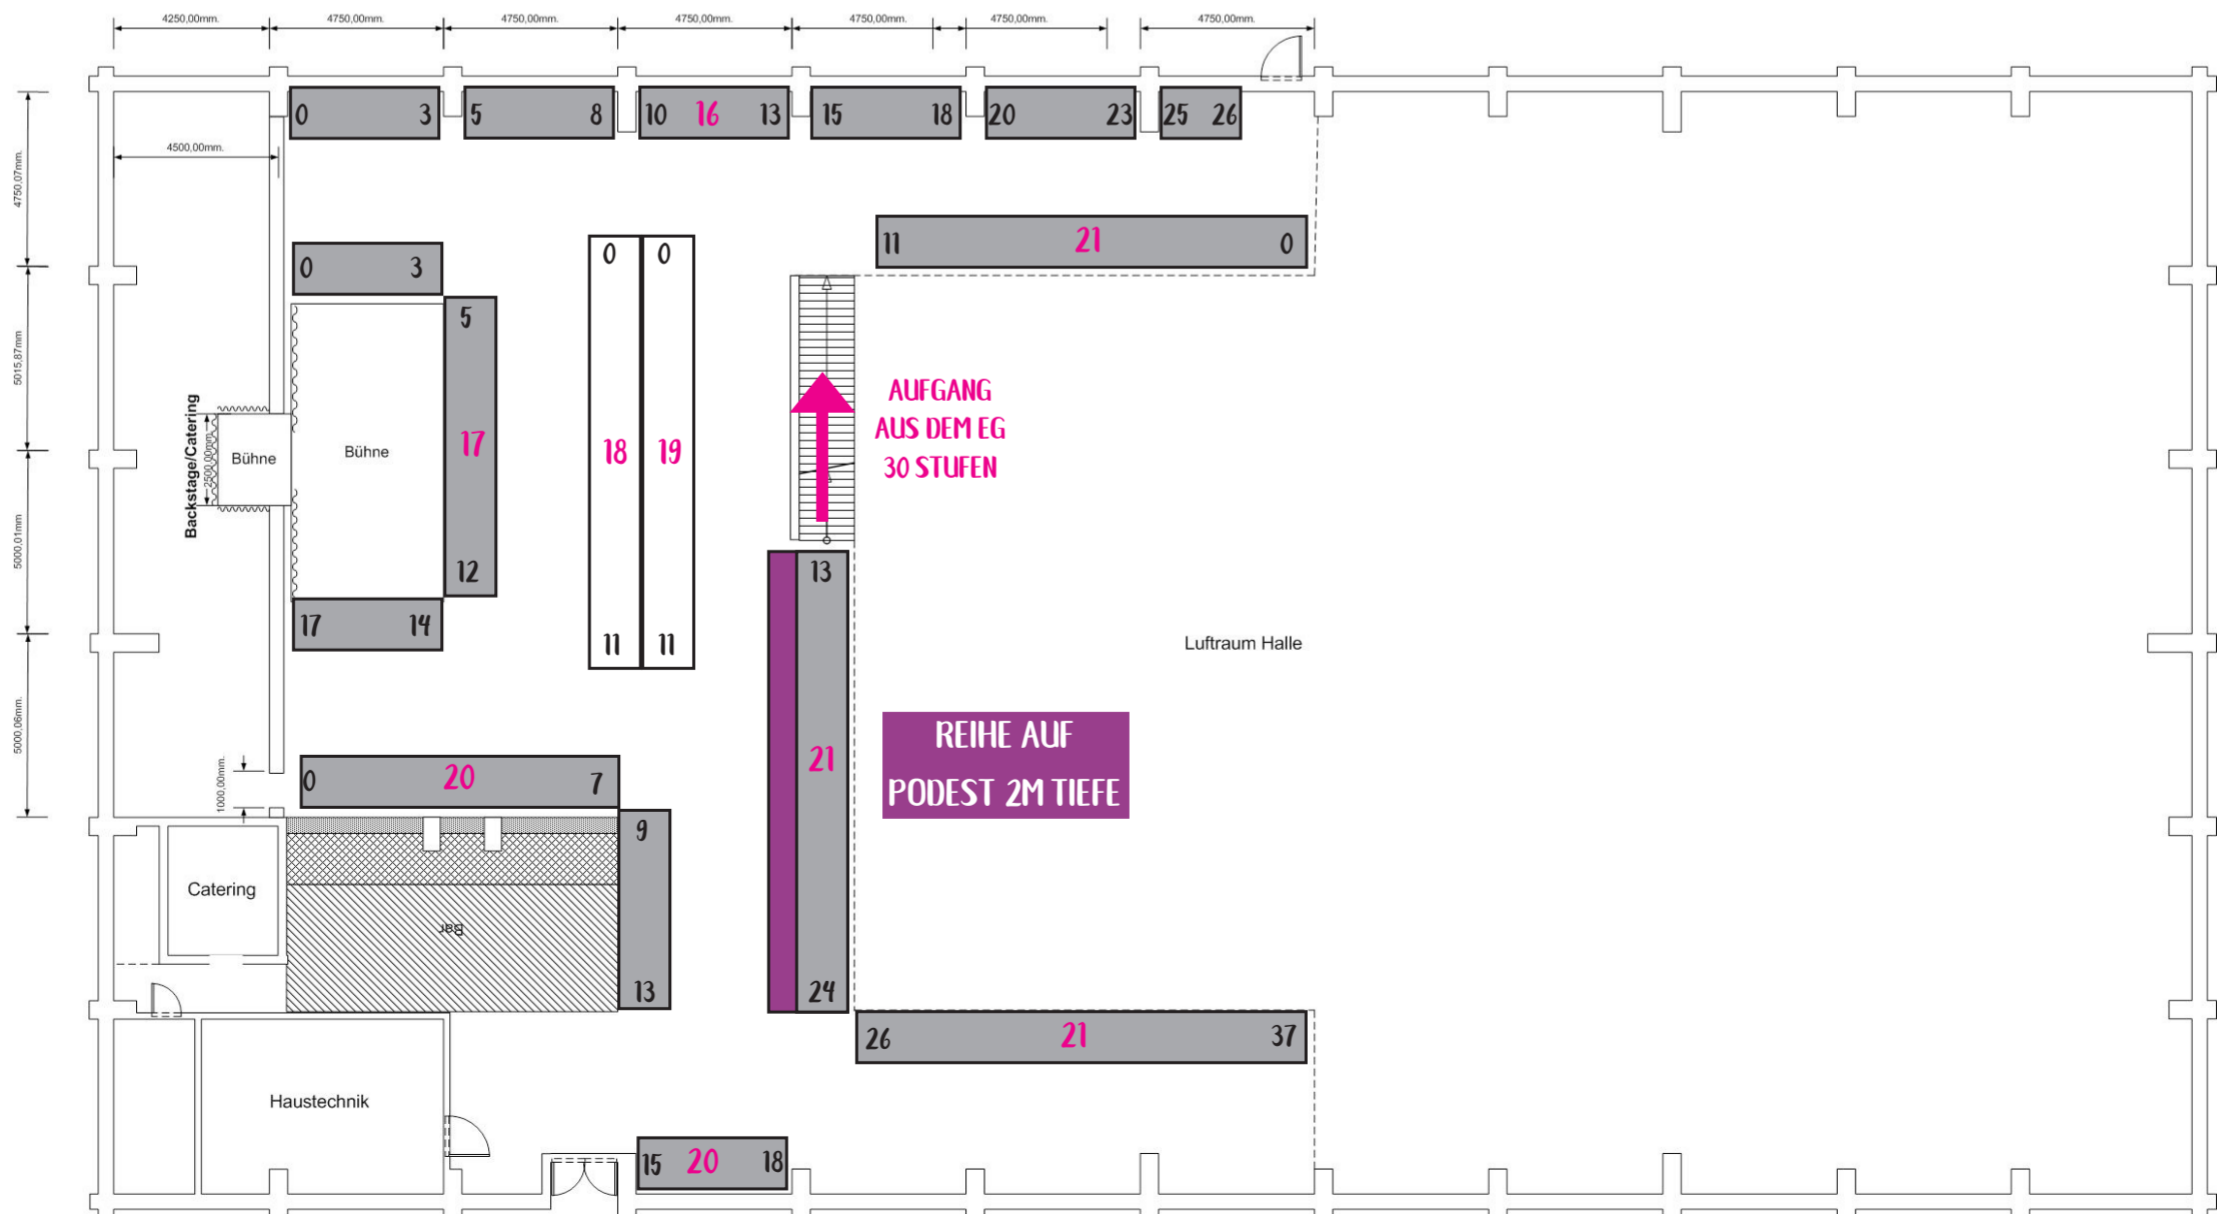 4250,00mm.
4750,00mm.
4750,00mm.
4750,00mm.
4750,00mm.
4750,00mm.
4750,00mm.
0 3
5 8
10 16 13
15 18
20 23
25 26
4500,00mm.
4750,07mm.
11 21 0
0 3
0
0
5
5015,87mm
AUFGANG
AUS DEM EG
30 STUFEN
Backstage/Catering
2500,00mm
Bühne
Bühne
17
18
19
5000,01mm
12
13
17 14
11
11
Luftraum Halle
5000,06mm.
REIHE AUF
PODEST 2M TIEFE
21
1000,00mm.
0 20 7
9
Catering
Bar
13
24
26 21 37
Haustechnik
15 20 18